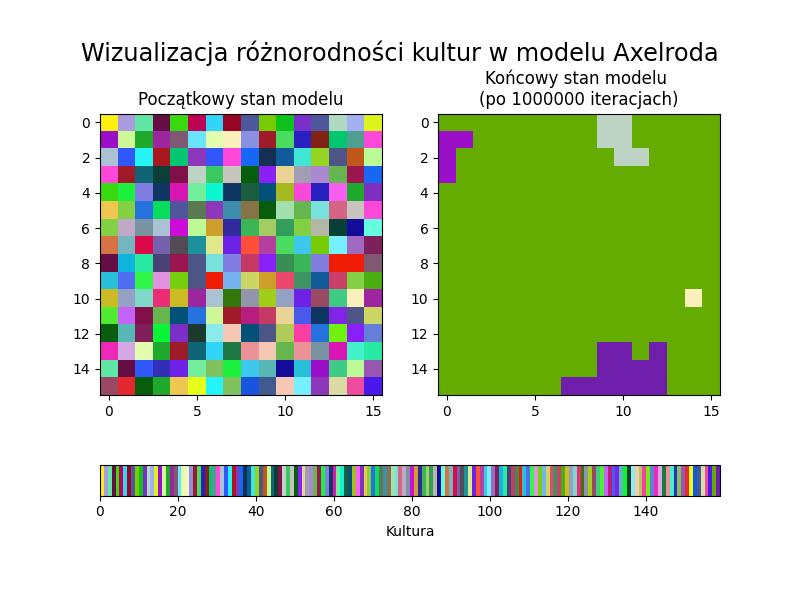 Wizualizacja różnorodności kultur w modelu Axelroda
Początkowy stan modelu
Końcowy stan modelu
(po 1000000 iteracjach)
0
2
4
6
8
10
12
14
0 5 10 15
0
2
4
6
8
10
12
14
0 5 10 15
0 20 40 60 80 100 120 140
Kultura